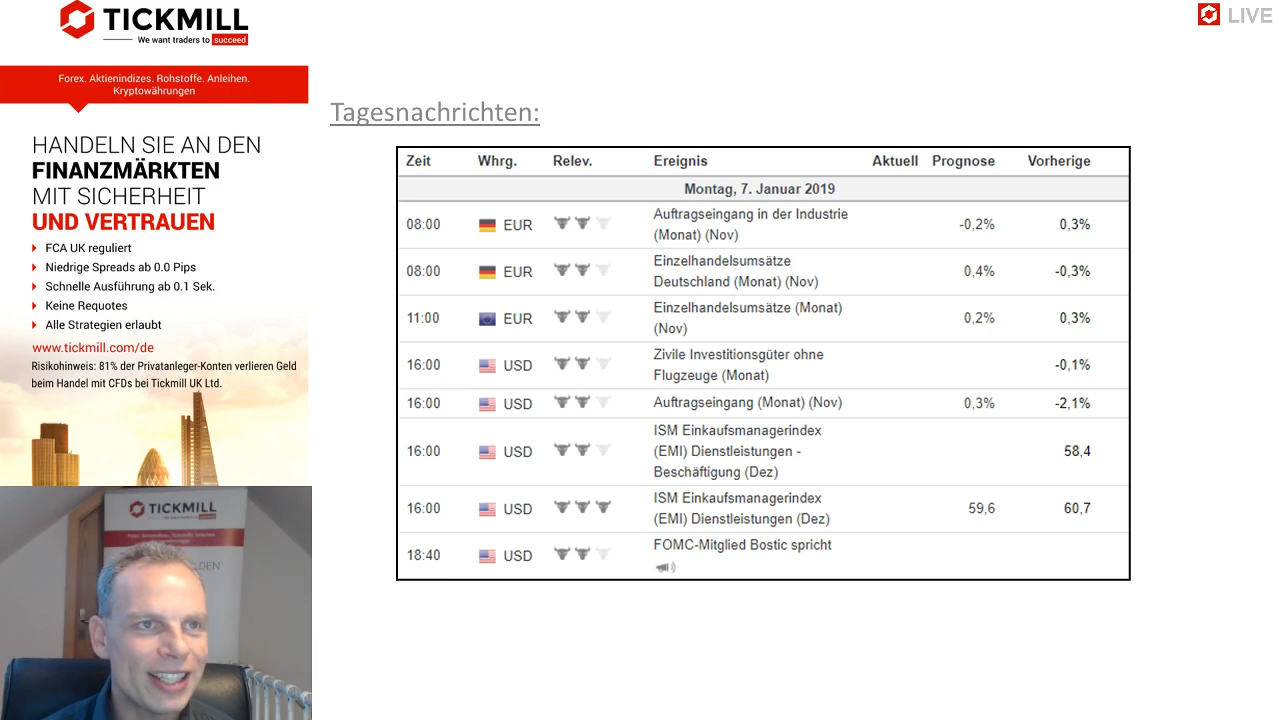 TICKMILL
We want traders to succeed
LIVE
Forex. Aktienindizes. Rohstoffe. Anleihen.
Kryptowährungen
HANDELN SIE AN DEN
FINANZMÄRKTEN
MIT SICHERHEIT
UND VERTRAUEN
FCA UK reguliert
Niedrige Spreads ab 0.0 Pips
Schnelle Ausführung ab 0.1 Sek.
Keine Requotes
Alle Strategien erlaubt
www.tickmill.com/de
Risikohinweis: 81% der Privatanleger-Konten verlieren Geld
beim Handel mit CFDs bei Tickmill UK Ltd.
TICKMILL
Tagesnachrichten:
Zeit Whrg. Relev. Ereignis Aktuell Prognose Vorherige
Montag, 7. Januar 2019
08:00 EUR Auftragseingang in der Industrie -0,2% 0,3%
(Monat) (Nov)
08:00 EUR Einzelhandelsumsätze 0,4% -0,3%
Deutschland (Monat) (Nov)
11:00 EUR Einzelhandelsumsätze (Monat) 0,2% 0,3%
(Nov)
16:00 USD Zivile Investitionsgüter ohne -0,1%
Flugzeuge (Monat)
16:00 USD Auftragseingang (Monat) (Nov) 0,3% -2,1%
16:00 USD ISM Einkaufsmanagerindex 58,4
(EMI) Dienstleistungen -
Beschäftigung (Dez)
16:00 USD ISM Einkaufsmanagerindex 59,6 60,7
(EMI) Dienstleistungen (Dez)
18:40 USD FOMC-Mitglied Bostic spricht